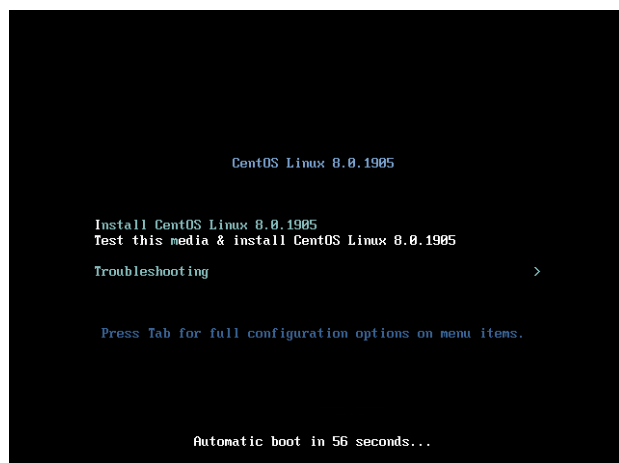 CentOS Linux 8.0.1905
Install CentOS Linux 8.0.1905
Test this media & install CentOS Linux 8.0.1905
Troubleshooting >
Press Tab for full configuration options on menu items.
Automatic boot in 56 seconds...